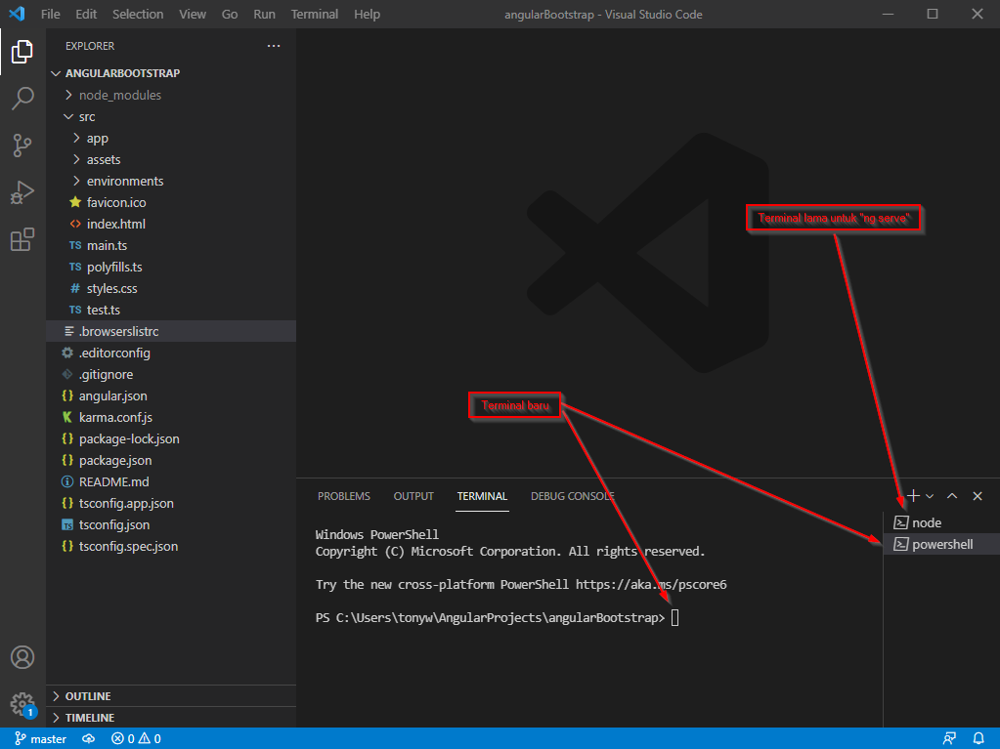 File Edit Selection View Go Run Terminal Help angularBootstrap - Visual Studio Code
EXPLORER
ANGULARBOOTSTRAP
node_modules
src
app
assets
environments
favicon.ico
<> index.html
TS main.ts
TS polyfills.ts
# styles.css
TS test.ts
.browserslistrc
.editorconfig
.gitignore
{} angular.json
K karma.conf.js
{} package-lock.json
{} package.json
README.md
{} tsconfig.app.json
TS tsconfig.json
{} tsconfig.spec.json
OUTLINE
TIMELINE
Terminal lama untuk "ng serve"
Terminal baru
PROBLEMS OUTPUT TERMINAL DEBUG CONSOLE
node
powershell
Windows PowerShell
Copyright (C) Microsoft Corporation. All rights reserved.
Try the new cross-platform PowerShell https://aka.ms/pscore6
PS C:\Users\tonyw\AngularProjects\angularBootstrap>
1
master 0 0